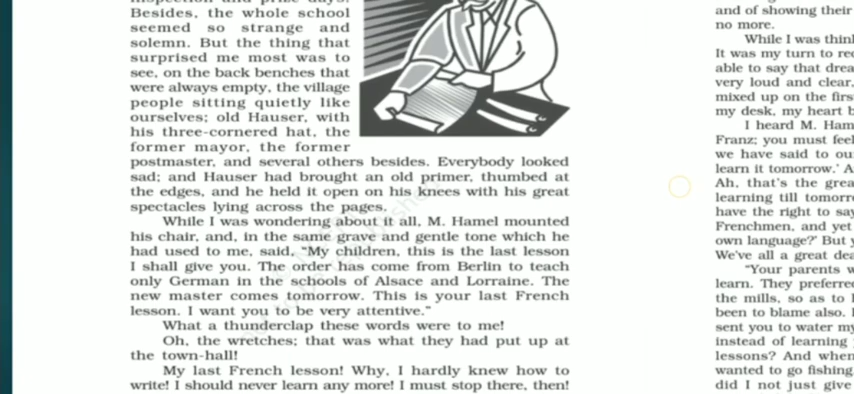 Besides, the whole school
seemed so strange and
solemn. But the thing that
surprised me most was to
see, on the back benches that
were always empty, the village
people sitting quietly like
ourselves; old Hauser, with
his three-cornered hat, the
former mayor, the former
postmaster, and several others besides. Everybody looked
sad; and Hauser had brought an old primer, thumbed at
the edges, and he held it open on his knees with his great
spectacles lying across the pages.
While I was wondering about it all, M. Hamel mounted
his chair, and, in the same grave and gentle tone which he
had used to me, said, “My children, this is the last lesson
I shall give you. The order has come from Berlin to teach
only German in the schools of Alsace and Lorraine. The
new master comes tomorrow. This is your last French
lesson. I want you to be very attentive.”
What a thunderclap these words were to me!
Oh, the wretches; that was what they had put up at
the town-hall!
My last French lesson! Why, I hardly knew how to
write! I should never learn any more! I must stop there, then!
and of showing their
no more.
While I was
It was my turn to
able to say that
very loud and clear,
mixed up on the
my desk, my heart
I heard M.
Franz; you must
we have said to
learn it tomorrow.’
Ah, that’s the
learning till
have the right to
Frenchmen, and yet
own language?’ But
We’ve all a great
“Your parents
learn. They
the mills, so as to
been to blame also.
sent you to water my
instead of learning
lessons? And when
wanted to go fishing
did I not just give